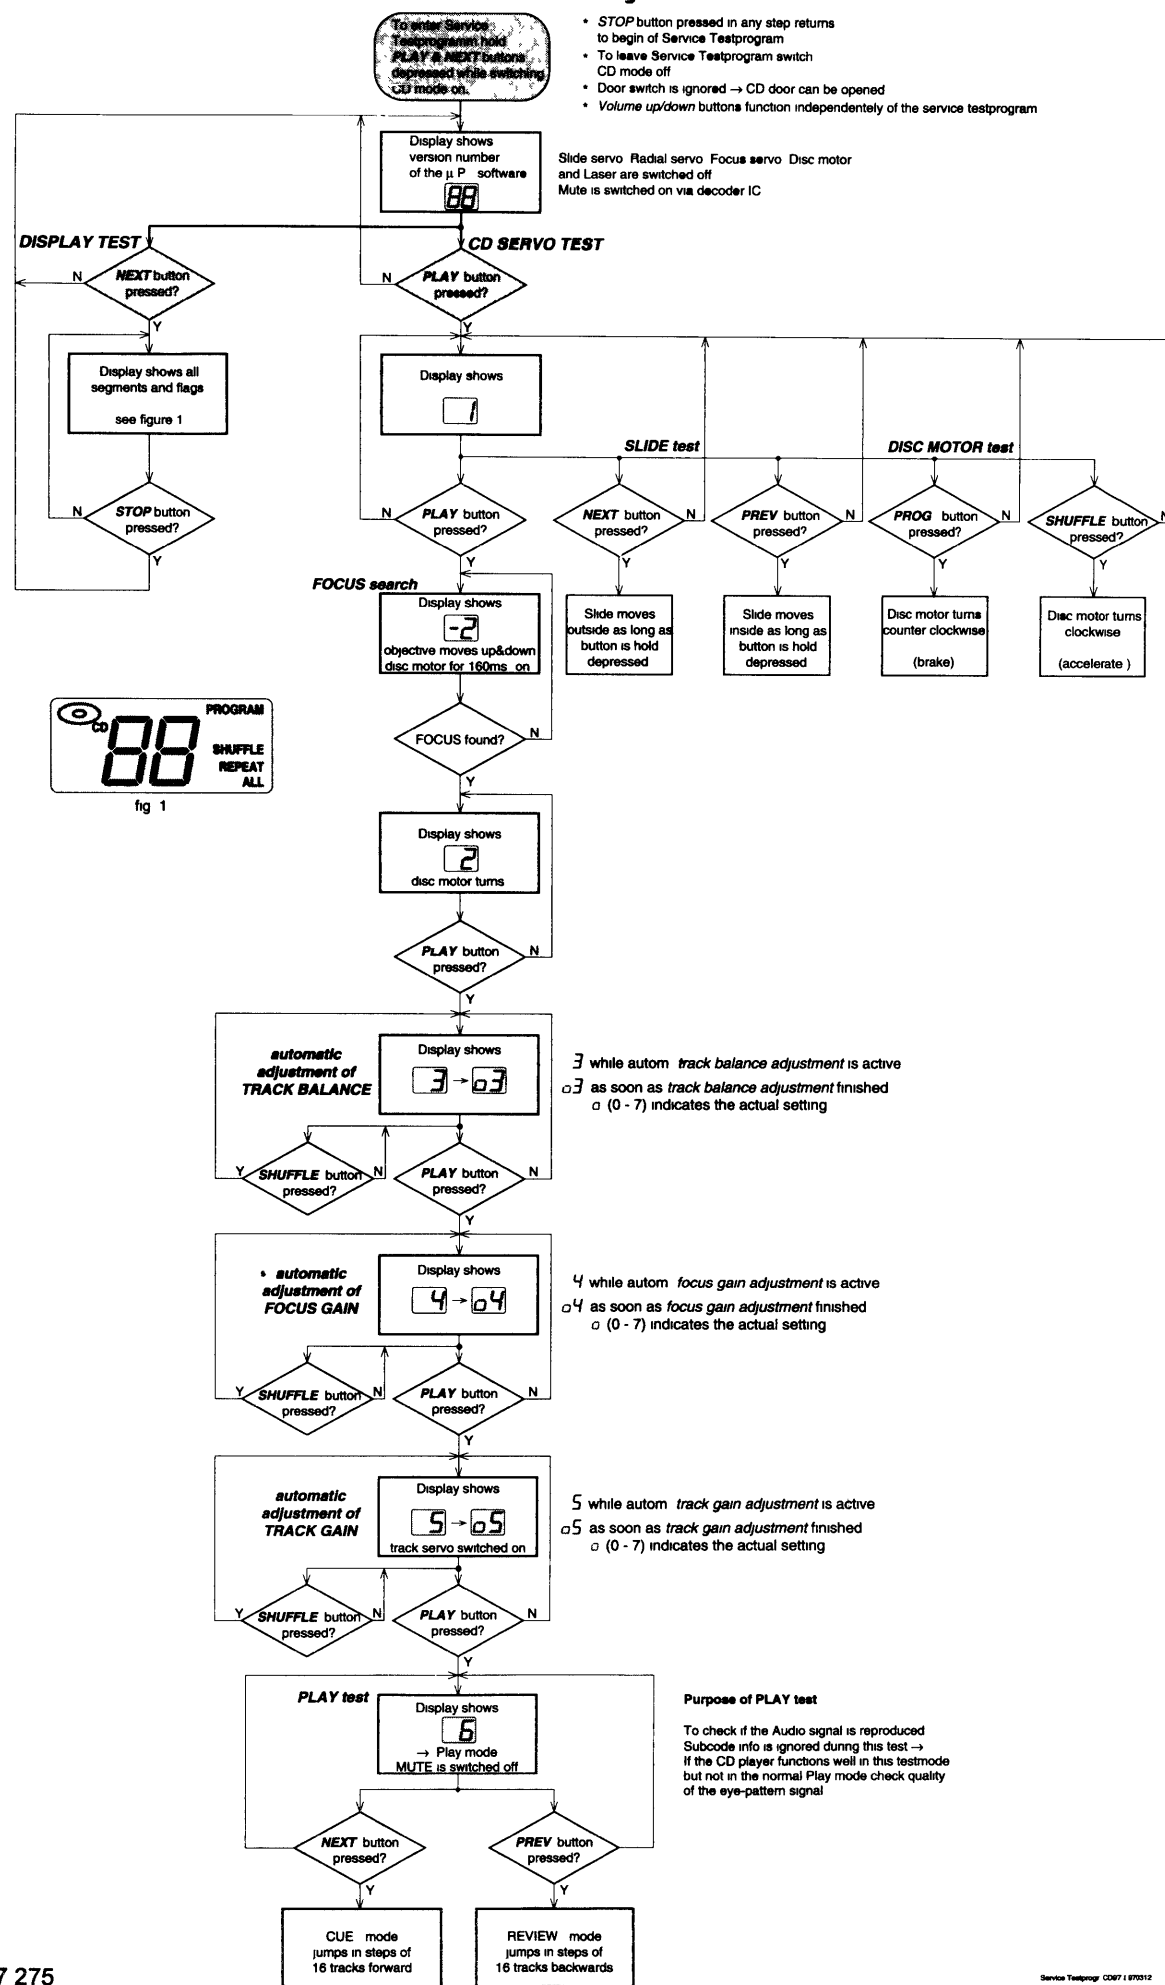 To enter Service
Testprogramm hold
PLAY & NEXT buttons
depressed while switching
CD mode on.
* STOP button pressed in any step returns
to begin of Service Testprogram
* To leave Service Testprogram switch
CD mode off
* Door switch is ignored → CD door can be opened
* Volume up/down buttons function independentely of the service testprogram
Display shows
version number
of the µ P software
88
Slide servo Radial servo Focus servo Disc motor
and Laser are switched off
Mute is switched on via decoder IC
DISPLAY TEST
CD SERVO TEST
NEXT button
pressed?
N
Y
PLAY button
pressed?
N
Y
Display shows all
segments and flags
see figure 1
Display shows
1
SLIDE test
DISC MOTOR test
STOP button
pressed?
N
Y
PLAY button
pressed?
N
Y
NEXT button
pressed?
N
Y
PREV button
pressed?
N
Y
PROG button
pressed?
N
Y
SHUFFLE button
pressed?
N
Y
FOCUS search
Display shows
-2
objective moves up&down
disc motor for 160ms on
Slide moves
outside as long as
button is hold
depressed
Slide moves
inside as long as
button is hold
depressed
Disc motor turns
counter clockwise
(brake)
Disc motor turns
clockwise
(accelerate )
CD
88
PROGRAM
SHUFFLE
REPEAT
ALL
fig 1
FOCUS found?
N
Y
Display shows
2
disc motor turns
PLAY button
pressed?
N
Y
automatic
adjustment of
TRACK BALANCE
Display shows
3 → o3
3 while autom track balance adjustment is active
o3 as soon as track balance adjustment finished
o (0 - 7) indicates the actual setting
Y
SHUFFLE button
pressed?
N
PLAY button
pressed?
N
Y
automatic
adjustment of
FOCUS GAIN
Display shows
4 → o4
4 while autom focus gain adjustment is active
o4 as soon as focus gain adjustment finished
o (0 - 7) indicates the actual setting
Y
SHUFFLE button
pressed?
N
PLAY button
pressed?
N
Y
automatic
adjustment of
TRACK GAIN
Display shows
5 → o5
track servo switched on
5 while autom track gain adjustment is active
o5 as soon as track gain adjustment finished
o (0 - 7) indicates the actual setting
Y
SHUFFLE button
pressed?
N
PLAY button
pressed?
N
Y
PLAY test
Display shows
6
→ Play mode
MUTE is switched off
Purpose of PLAY test
To check if the Audio signal is reproduced
Subcode info is ignored during this test →
If the CD player functions well in this testmode
but not in the normal Play mode check quality
of the eye-pattern signal
NEXT button
pressed?
Y
PREV button
pressed?
Y
CUE mode
jumps in steps of
16 tracks forward
REVIEW mode
jumps in steps of
16 tracks backwards
7 275
Service Testprogr CD97 1 970312